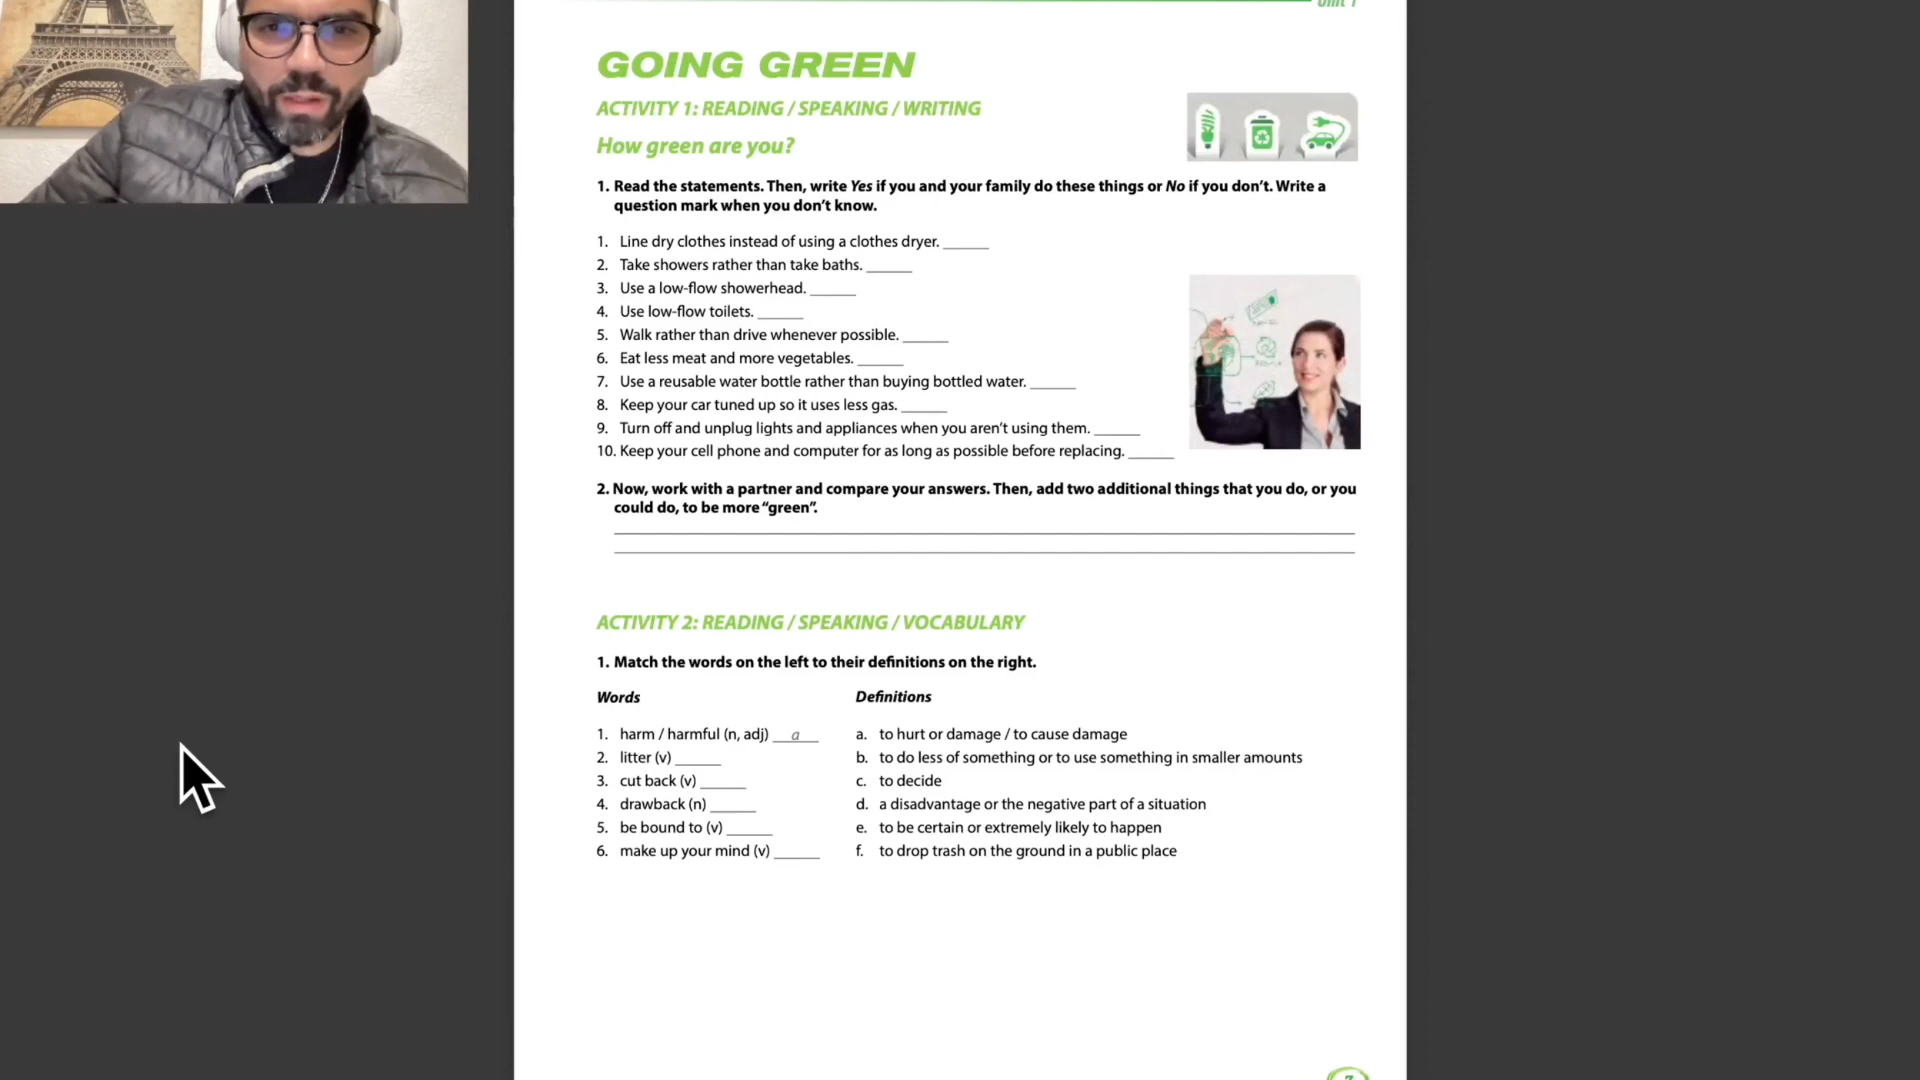 Unit 1
GOING GREEN
ACTIVITY 1: READING / SPEAKING / WRITING
How green are you?
1. Read the statements. Then, write Yes if you and your family do these things or No if you don't. Write a
question mark when you don't know.
1. Line dry clothes instead of using a clothes dryer. ______
2. Take showers rather than take baths. ______
3. Use a low-flow showerhead. ______
4. Use low-flow toilets. ______
5. Walk rather than drive whenever possible. ______
6. Eat less meat and more vegetables. ______
7. Use a reusable water bottle rather than buying bottled water. ______
8. Keep your car tuned up so it uses less gas. ______
9. Turn off and unplug lights and appliances when you aren't using them. ______
10. Keep your cell phone and computer for as long as possible before replacing. ______
2. Now, work with a partner and compare your answers. Then, add two additional things that you do, or you
could do, to be more "green".
ACTIVITY 2: READING / SPEAKING / VOCABULARY
1. Match the words on the left to their definitions on the right.
Words
1. harm / harmful (n, adj) __a__
2. litter (v) ______
3. cut back (v) ______
4. drawback (n) ______
5. be bound to (v) ______
6. make up your mind (v) ______
Definitions
a. to hurt or damage / to cause damage
b. to do less of something or to use something in smaller amounts
c. to decide
d. a disadvantage or the negative part of a situation
e. to be certain or extremely likely to happen
f. to drop trash on the ground in a public place